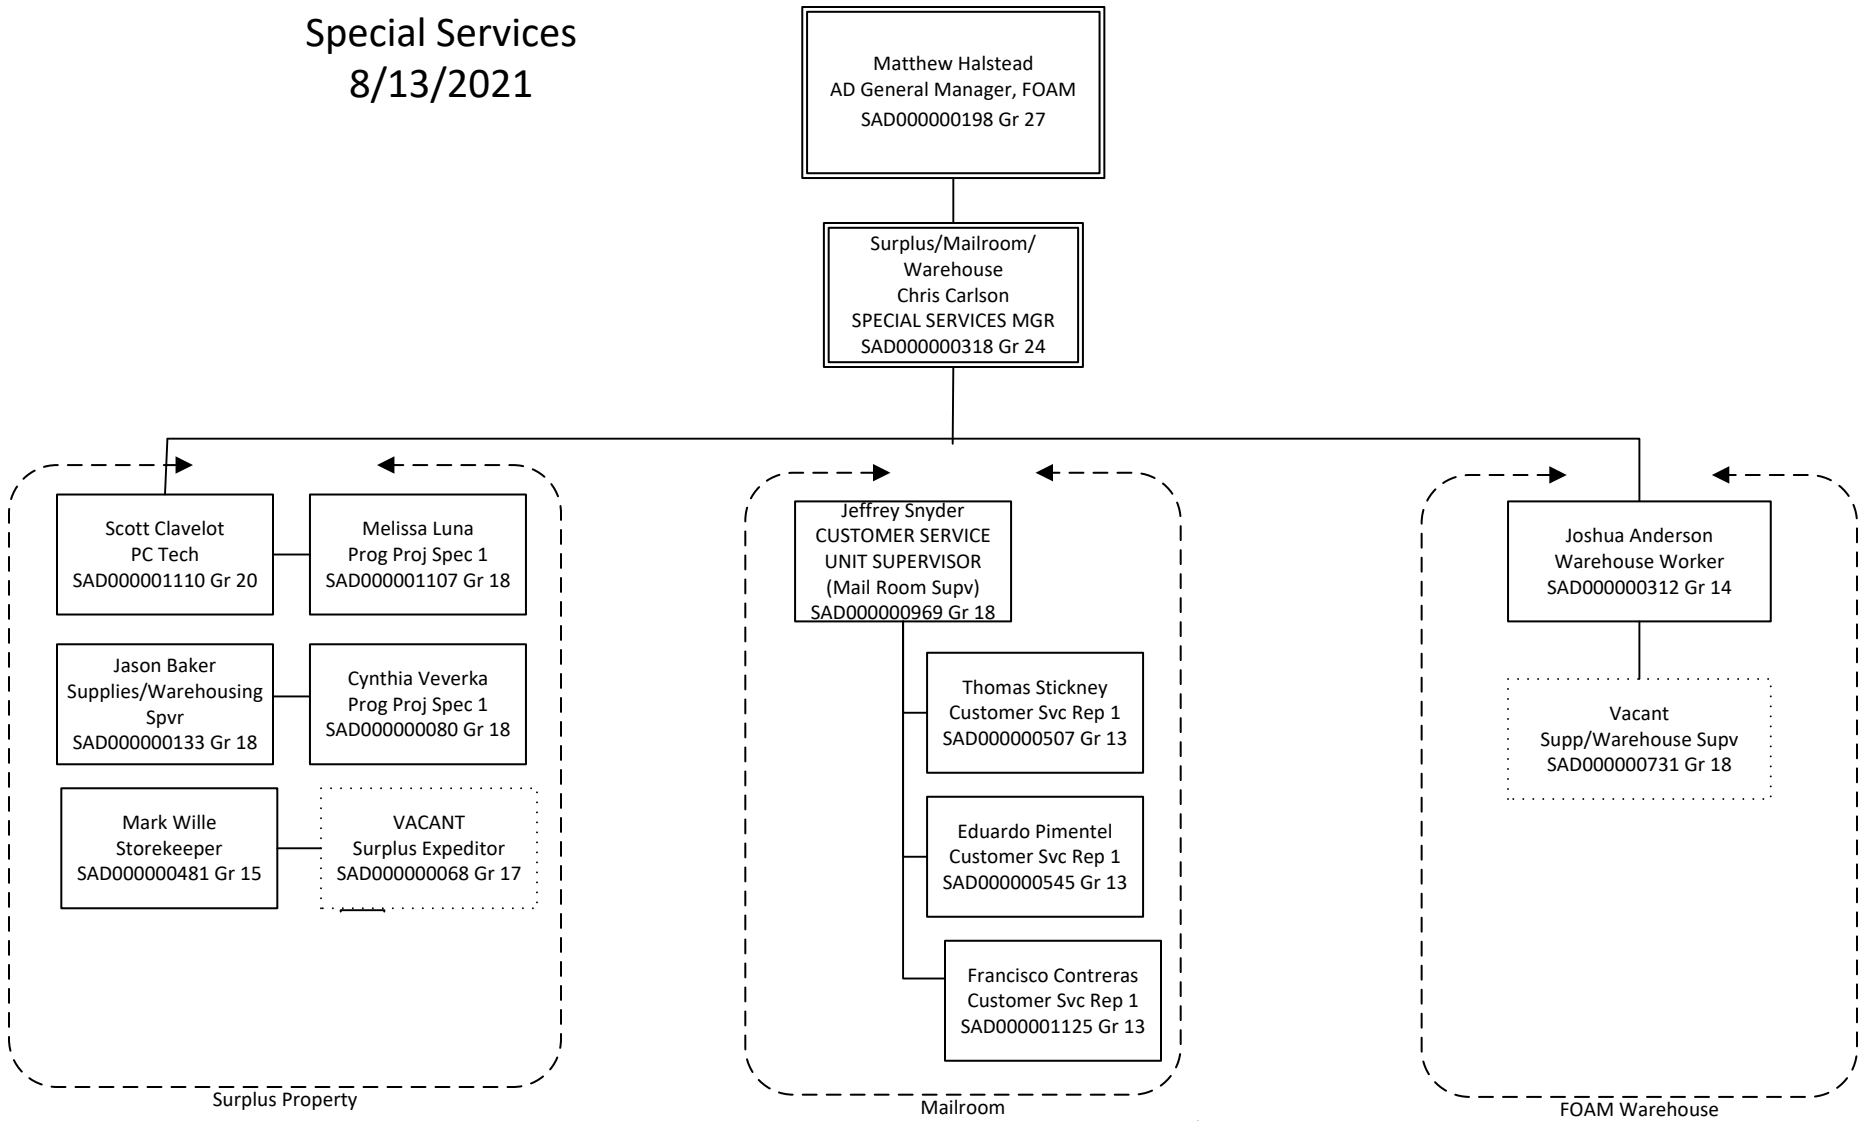 Special Services
8/13/2021
Matthew Halstead
AD General Manager, FOAM
SAD000000198 Gr 27
Surplus/Mailroom/
Warehouse
Chris Carlson
SPECIAL SERVICES MGR
SAD000000318 Gr 24
Scott Clavelot
PC Tech
SAD000001110 Gr 20
Melissa Luna
Prog Proj Spec 1
SAD000001107 Gr 18
Jason Baker
Supplies/Warehousing
Spvr
SAD000000133 Gr 18
Cynthia Veverka
Prog Proj Spec 1
SAD000000080 Gr 18
Mark Wille
Storekeeper
SAD000000481 Gr 15
VACANT
Surplus Expeditor
SAD000000068 Gr 17
Surplus Property
Jeffrey Snyder
CUSTOMER SERVICE
UNIT SUPERVISOR
(Mail Room Supv)
SAD000000969 Gr 18
Thomas Stickney
Customer Svc Rep 1
SAD000000507 Gr 13
Eduardo Pimentel
Customer Svc Rep 1
SAD000000545 Gr 13
Francisco Contreras
Customer Svc Rep 1
SAD000001125 Gr 13
Mailroom
Joshua Anderson
Warehouse Worker
SAD000000312 Gr 14
Vacant
Supp/Warehouse Supv
SAD000000731 Gr 18
FOAM Warehouse